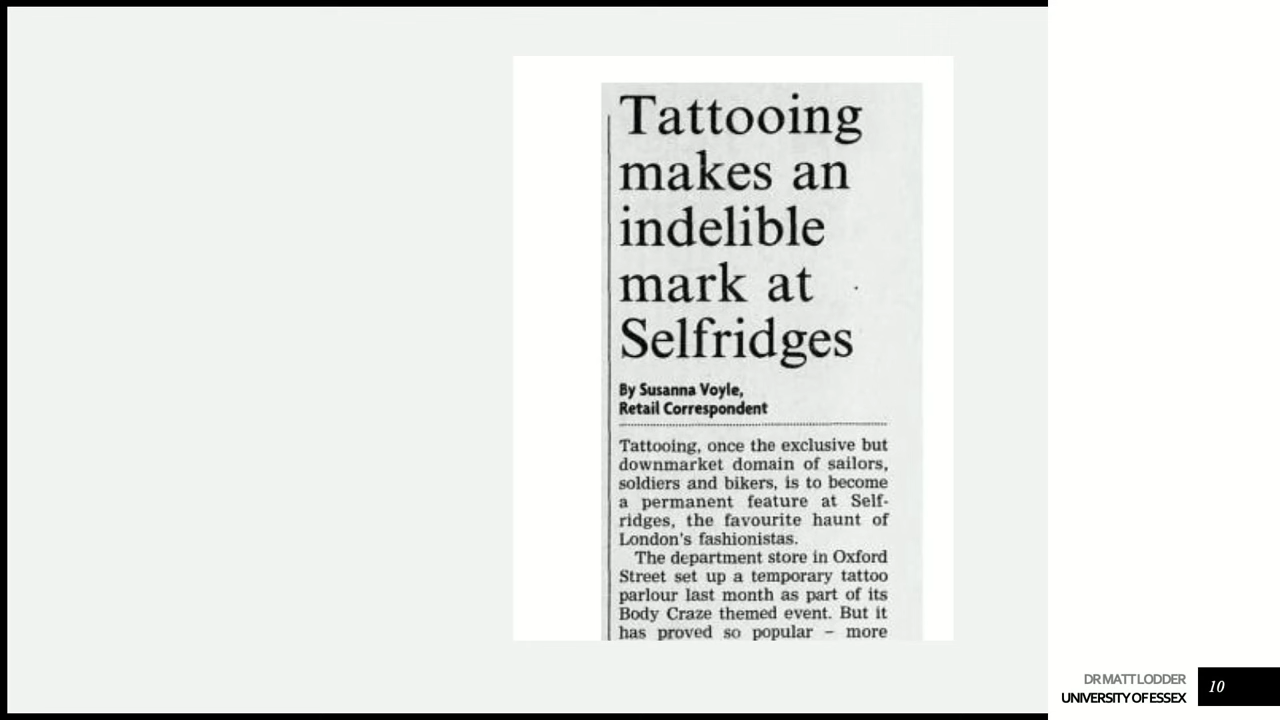 Tattooing
makes an
indelible
mark at
Selfridges
By Susanna Voyle,
Retail Correspondent
Tattooing, once the exclusive but
downmarket domain of sailors,
soldiers and bikers, is to become
a permanent feature at Self-
ridges, the favourite haunt of
London's fashionistas.
The department store in Oxford
Street set up a temporary tattoo
parlour last month as part of its
Body Craze themed event. But it
has proved so popular – more
DR MATT LODDER
UNIVERSITY OF ESSEX
10